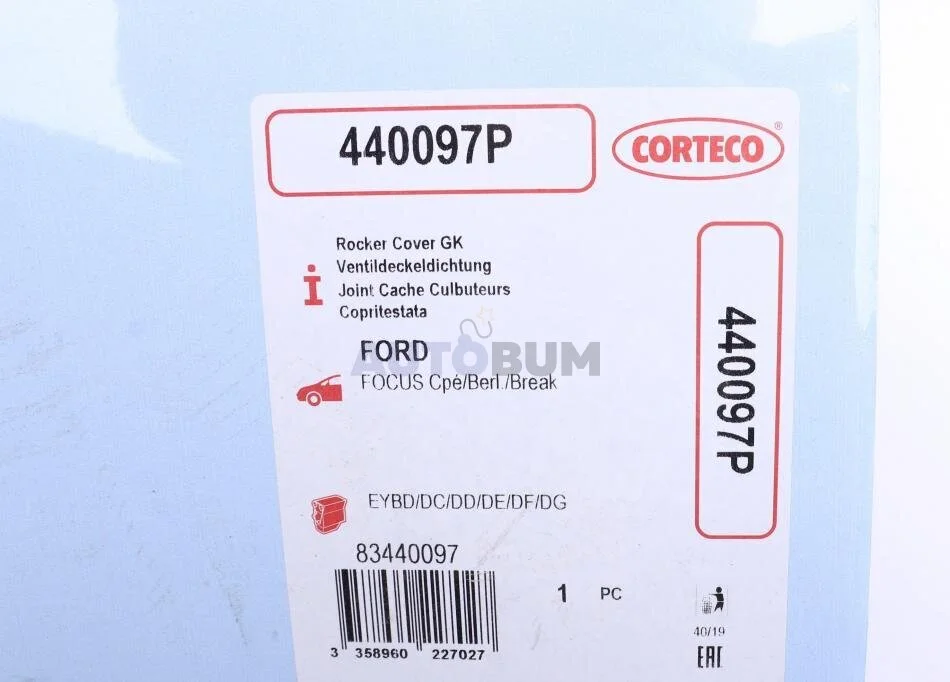 440097P
CORTECO®
Rocker Cover GK
Ventildeckeldichtung
Joint Cache Culbuteurs
Copritestata
FORD
AUTOBUM
FOCUS Cpé/Berl./Break
440097P
EYBD/DC/DD/DE/DF/DG
83440097
1 PC
3 358960 227027
40/19
EAC